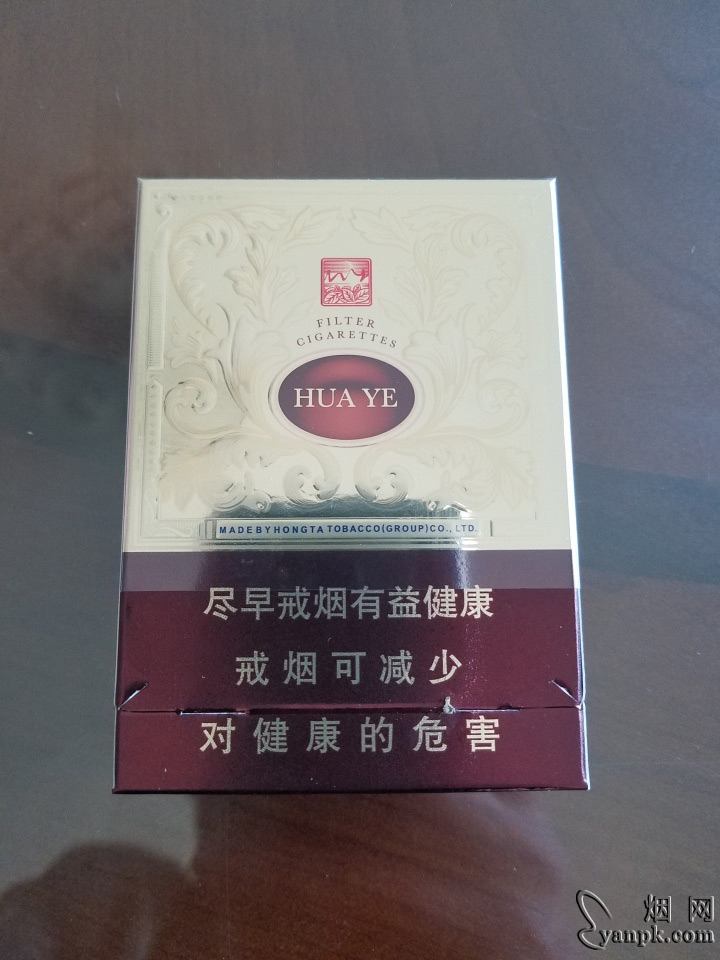 FILTER
CIGARETTES
HUA YE
MADE BY HONGTA TOBACCO(GROUP)CO., LTD.
尽早戒烟有益健康
戒烟可减少
对健康的危害
烟网
yanpk.com